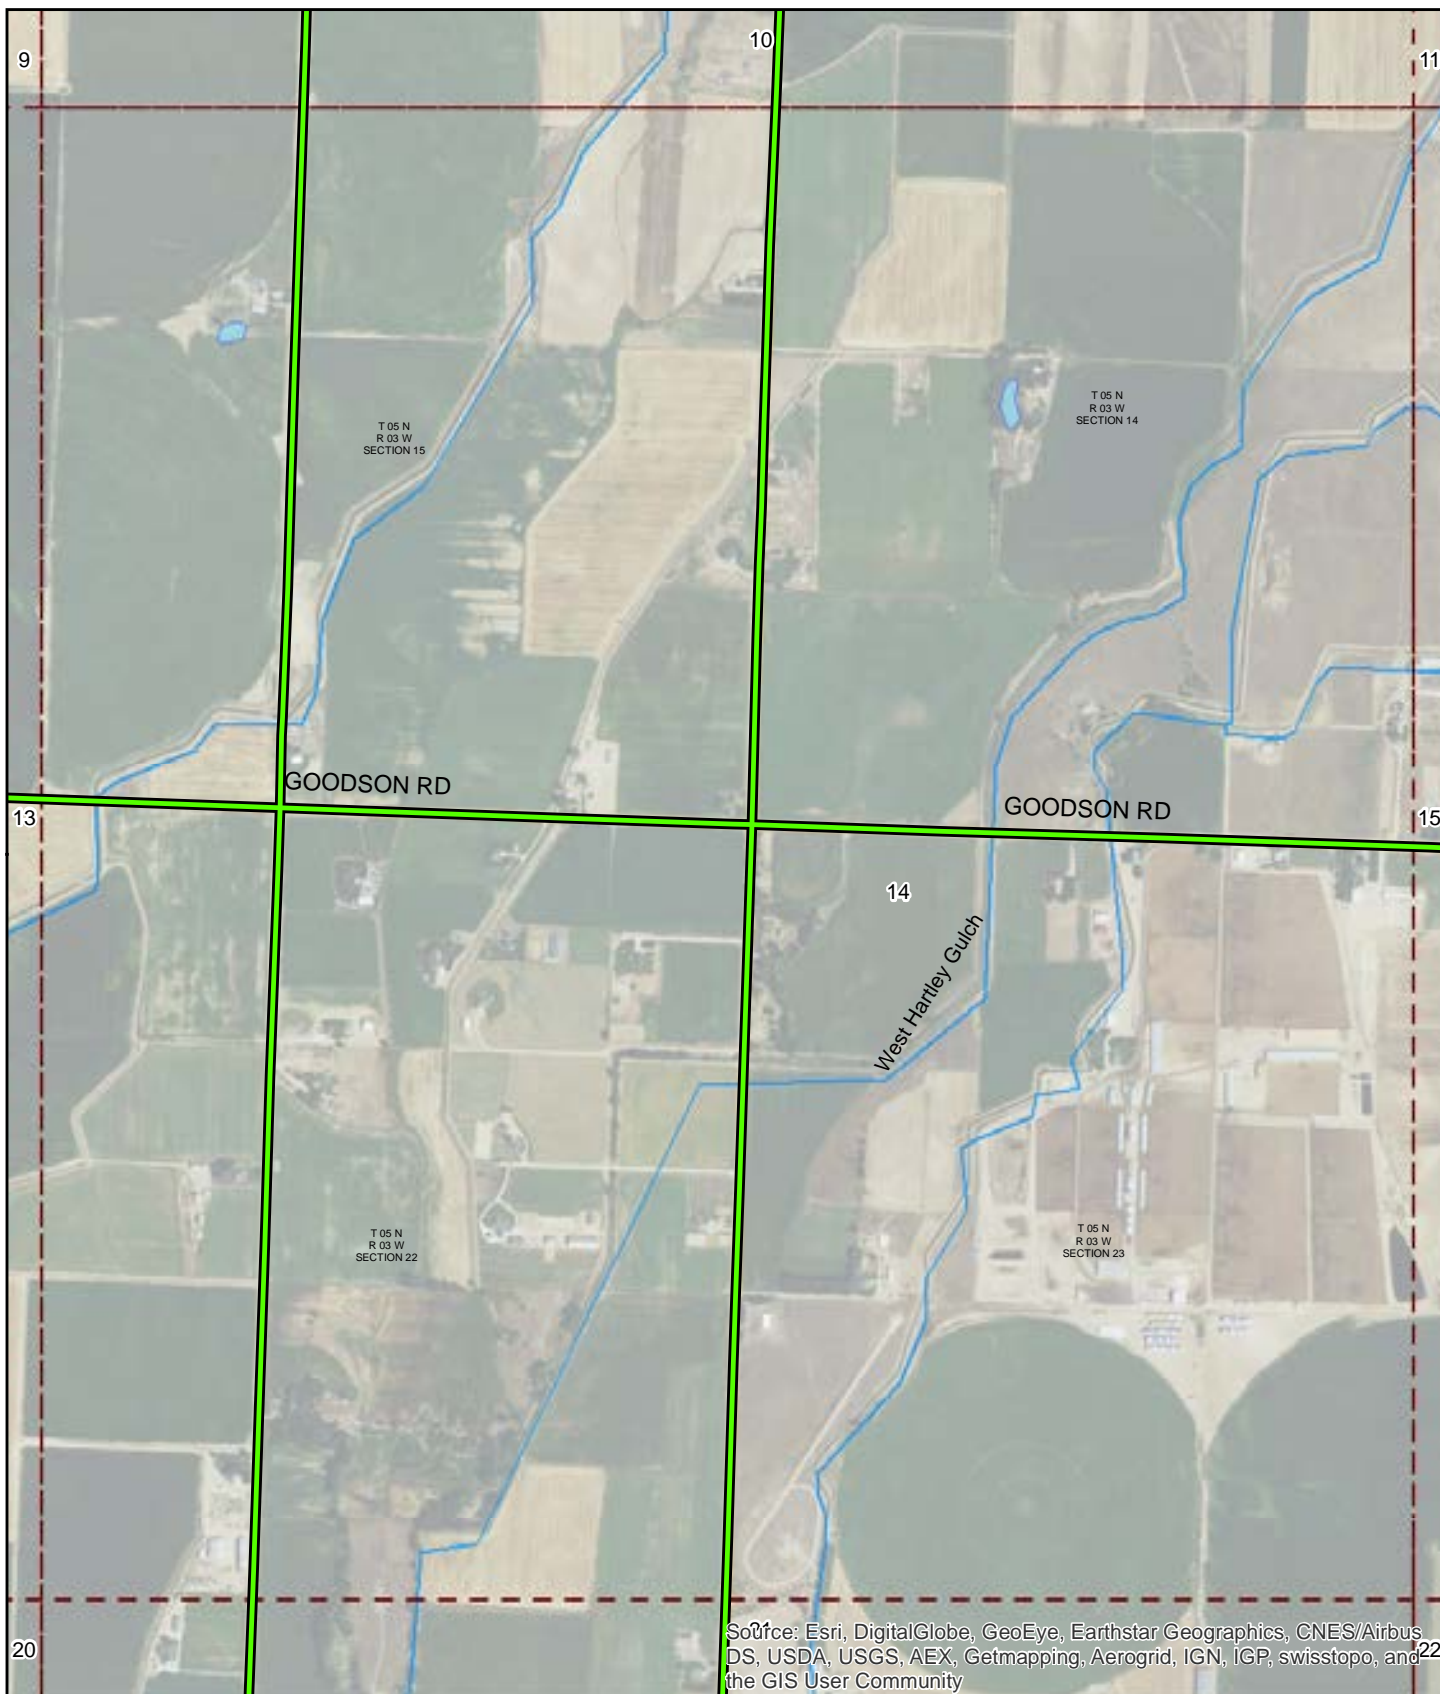 9
10
11
T 05 N
R 03 W
SECTION 15
T 05 N
R 03 W
SECTION 14
GOODSON RD
GOODSON RD
13
15
14
West Hartley Gulch
T 05 N
R 03 W
SECTION 22
T 05 N
R 03 W
SECTION 23
20
21
22
Source: Esri, DigitalGlobe, GeoEye, Earthstar Geographics, CNES/Airbus
DS, USDA, USGS, AEX, Getmapping, Aerogrid, IGN, IGP, swisstopo, and
the GIS User Community